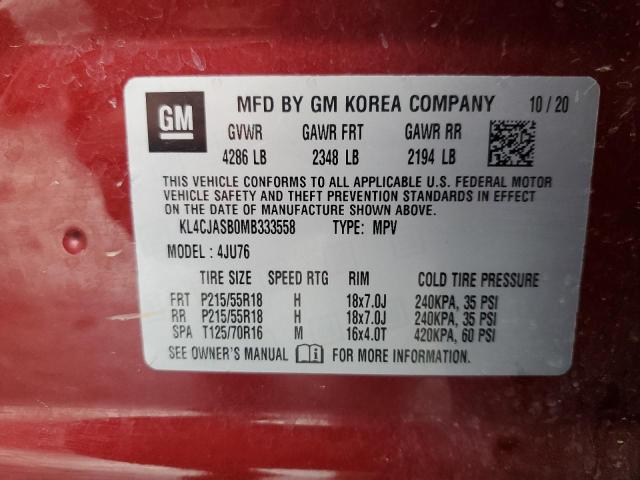 GM MFD BY GM KOREA COMPANY 10/20
GVWR GAWR FRT GAWR RR
4286 LB 2348 LB 2194 LB
THIS VEHICLE CONFORMS TO ALL APPLICABLE U.S. FEDERAL MOTOR
VEHICLE SAFETY AND THEFT PREVENTION STANDARDS IN EFFECT ON
THE DATE OF MANUFACTURE SHOWN ABOVE.
KL4CJASB0MB333558 TYPE: MPV
MODEL : 4JU76
TIRE SIZE SPEED RTG RIM COLD TIRE PRESSURE
FRT P215/55R18 H 18x7.0J 240KPA, 35 PSI
RR P215/55R18 H 18x7.0J 240KPA, 35 PSI
SPA T125/70R16 M 16x4.0T 420KPA, 60 PSI
SEE OWNER'S MANUAL FOR MORE INFORMATION.